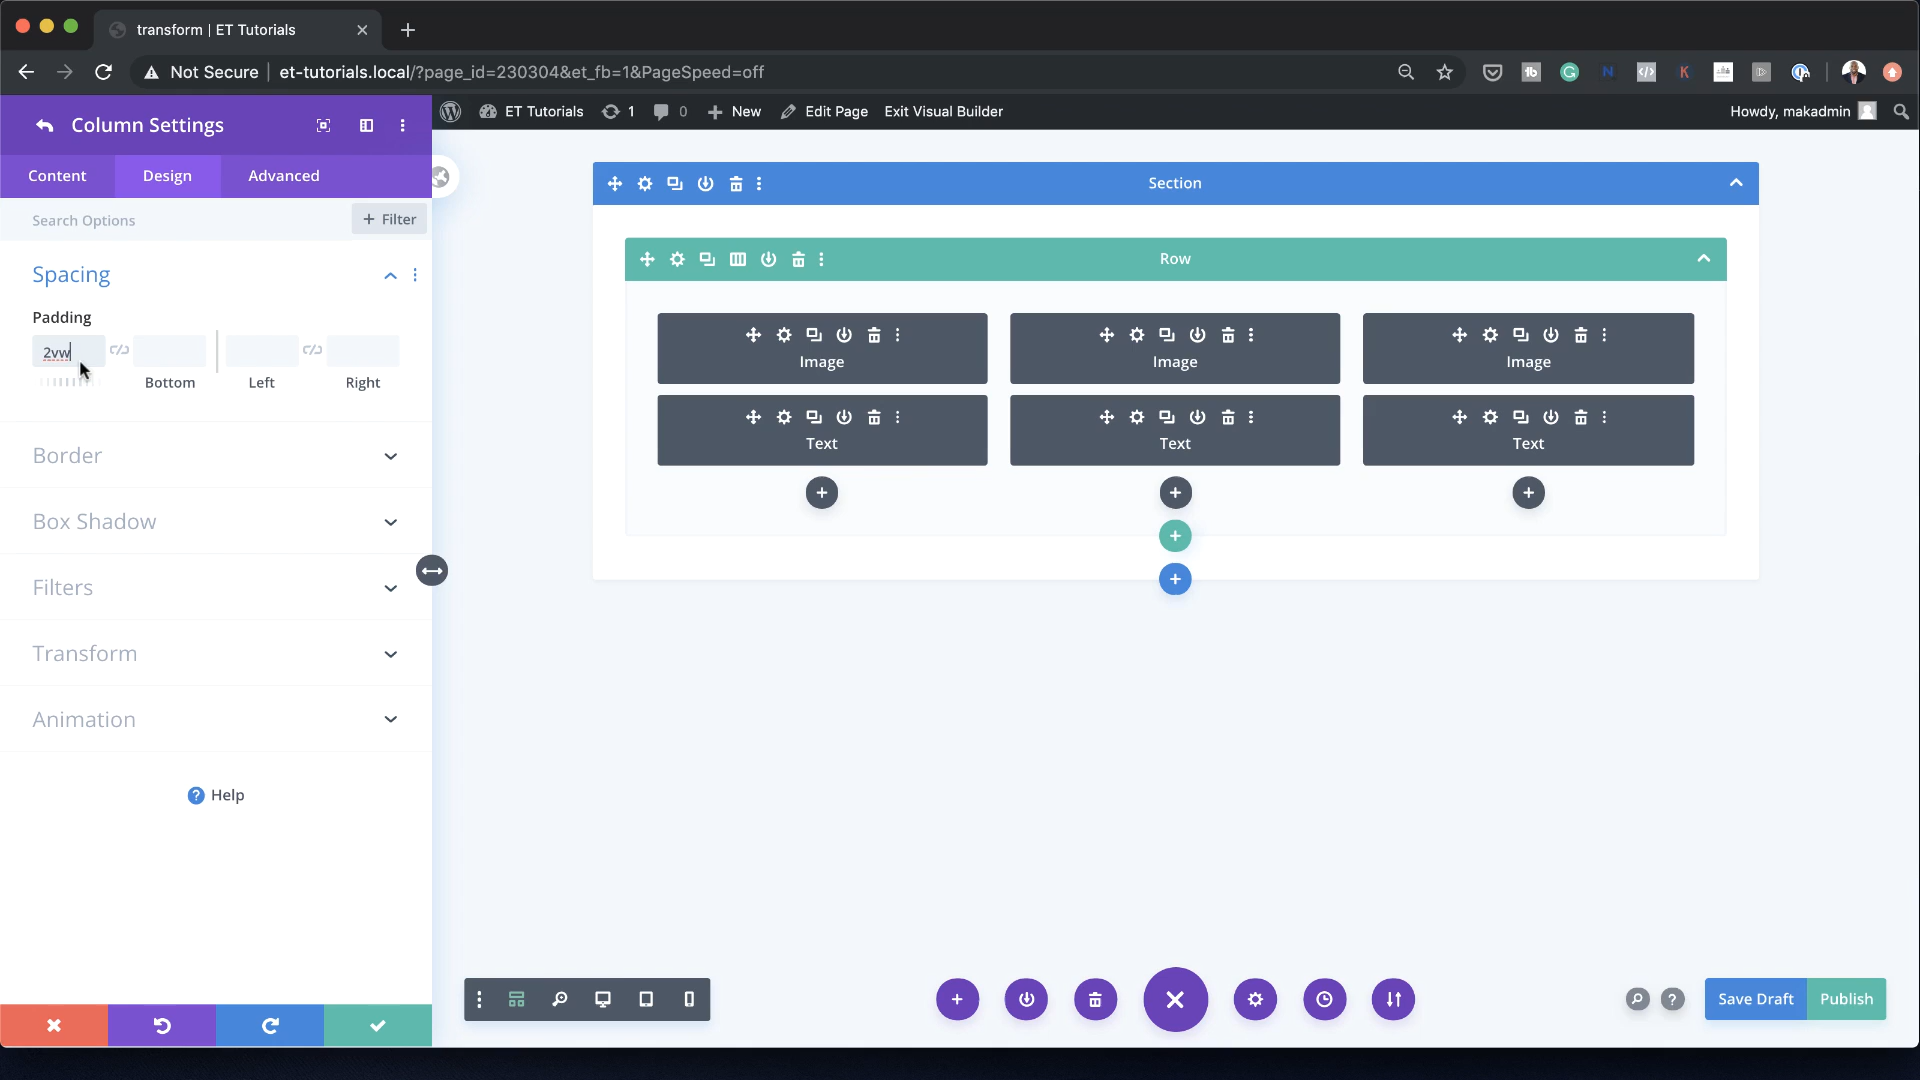 transform | ET Tutorials
Not Secure
et-tutorials.local/?page_id=230304&et_fb=1&PageSpeed=off
Column Settings
ET Tutorials
1
0
New
Edit Page
Exit Visual Builder
Howdy, makadmin
Content
Design
Advanced
Search Options
+ Filter
Spacing
Padding
2vw
Bottom
Left
Right
Border
Box Shadow
Filters
Transform
Animation
Help
Section
Row
Image
Image
Image
Text
Text
Text
Save Draft
Publish